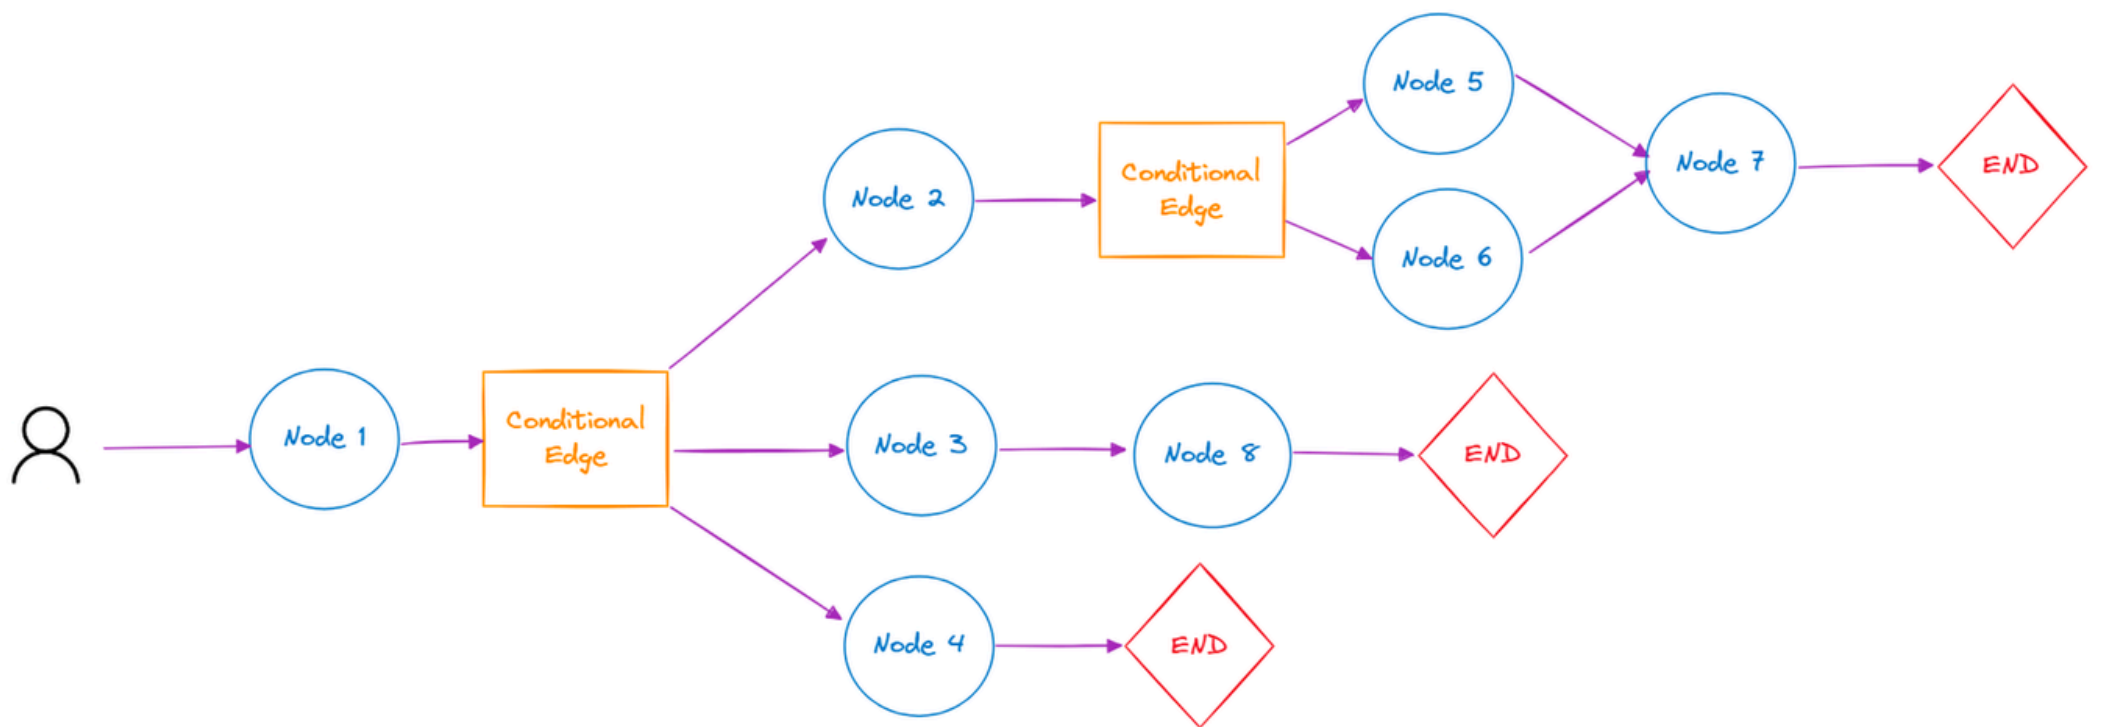 Node 5
Node 7
END
Conditional
Edge
Node 2
Node 6
Node 1
Conditional
Edge
Node 3
Node 8
END
Node 4
END